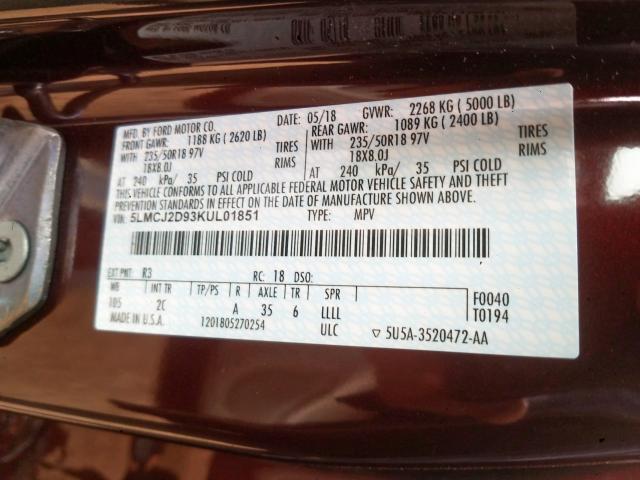 MFD. BY FORD MOTOR CO. DATE: 05/18 GVWR: 2268 KG ( 5000 LB)
FRONT GAWR: 1188 KG ( 2620 LB) REAR GAWR: 1089 KG ( 2400 LB)
WITH 235/50R18 97V TIRES WITH 235/50R18 97V TIRES
18X8.0J RIMS 18X8.0J RIMS
AT 240 kPa/ 35 PSI COLD AT 240 kPa/ 35 PSI COLD
THIS VEHICLE CONFORMS TO ALL APPLICABLE FEDERAL MOTOR VEHICLE SAFETY AND THEFT
PREVENTION STANDARDS IN EFFECT ON THE DATE OF MANUFACTURE SHOWN ABOVE.
VIN: 5LMCJ2D93KUL01851 TYPE: MPV
EXT PNT: R3 RC: 18 DSO:
WB INT TR TP/PS R AXLE TR SPR F0040
105 2C A 35 6 LLLL T0194
MADE IN U.S.A. 1201805270254 ULC ▽ 5U5A-3520472-AA